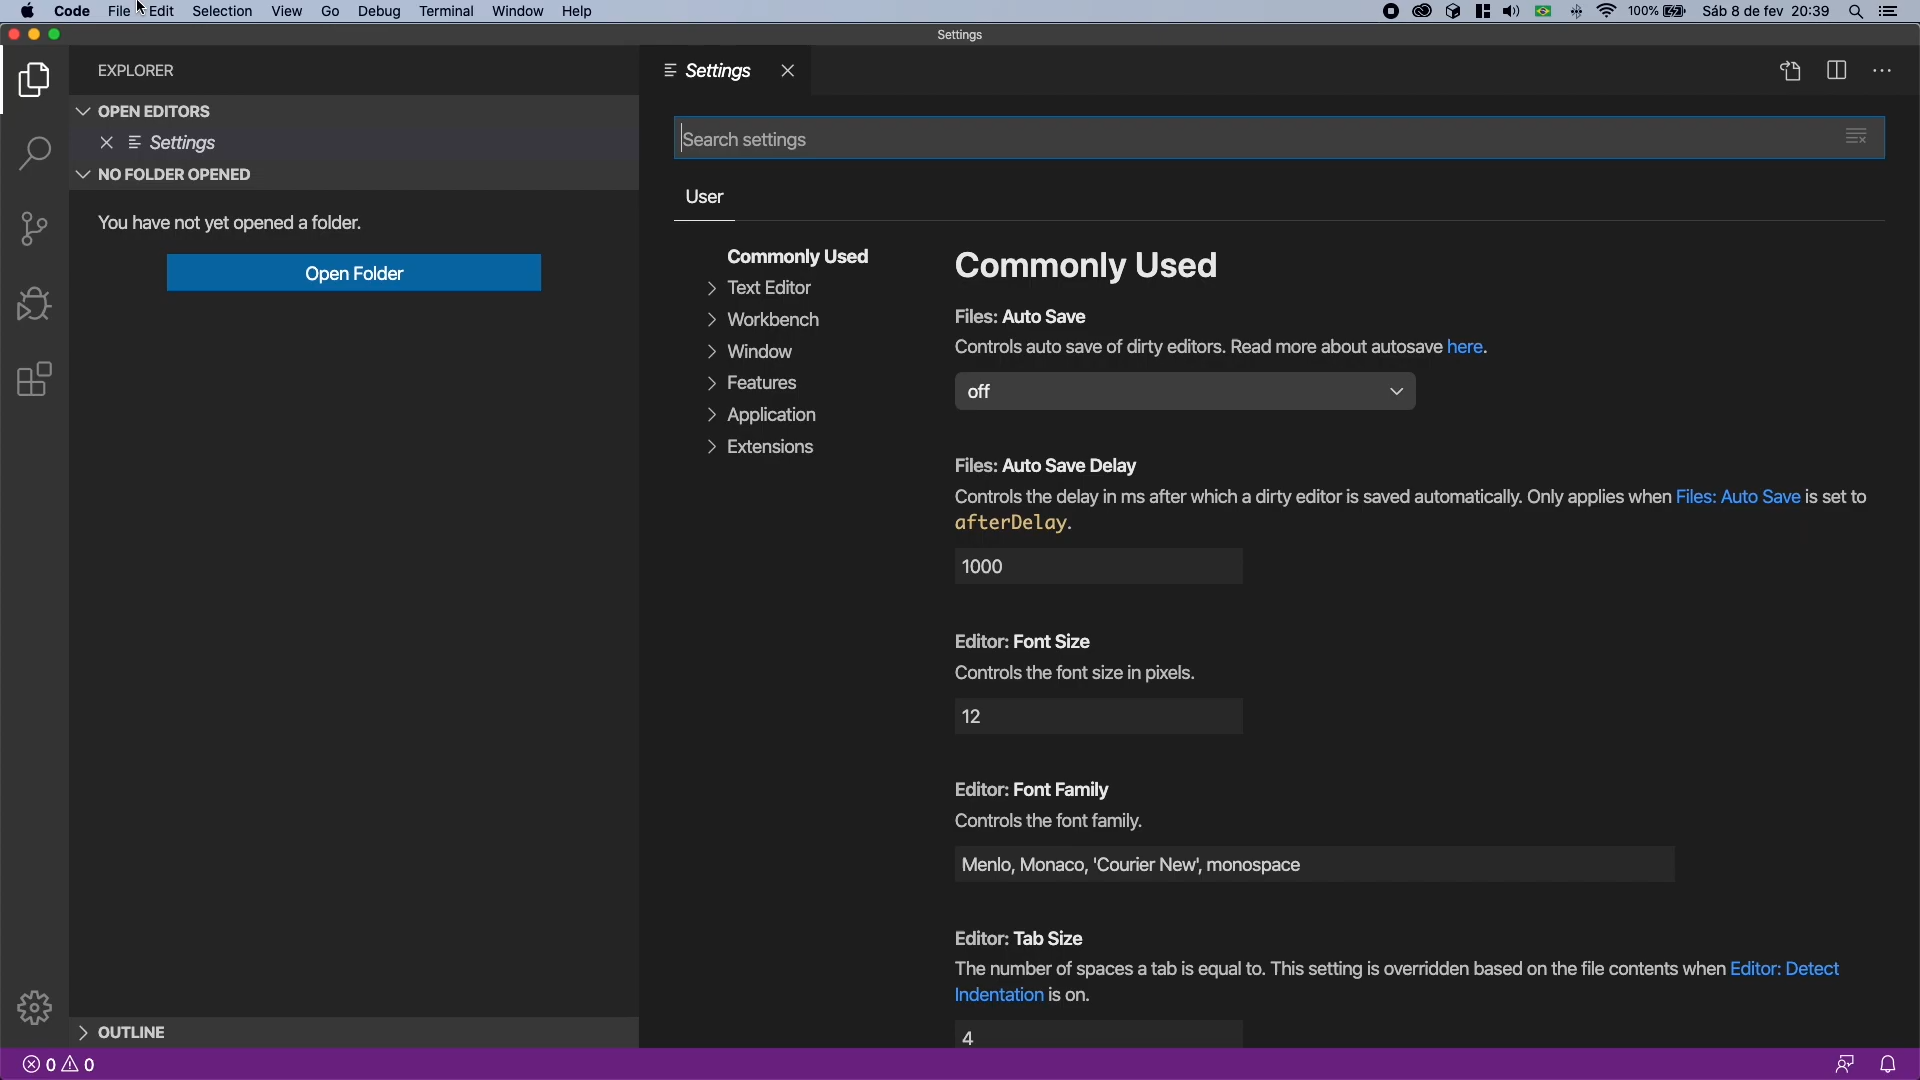 Code File Edit Selection View Go Debug Terminal Window Help 100% Sáb 8 de fev 20:39
Settings
EXPLORER
OPEN EDITORS
Settings
NO FOLDER OPENED
You have not yet opened a folder.
Open Folder
OUTLINE
Settings
Search settings
User
Commonly Used
Text Editor
Workbench
Window
Features
Application
Extensions
Commonly Used
Files: Auto Save
Controls auto save of dirty editors. Read more about autosave here.
off
Files: Auto Save Delay
Controls the delay in ms after which a dirty editor is saved automatically. Only applies when Files: Auto Save is set to
afterDelay.
1000
Editor: Font Size
Controls the font size in pixels.
12
Editor: Font Family
Controls the font family.
Menlo, Monaco, 'Courier New', monospace
Editor: Tab Size
The number of spaces a tab is equal to. This setting is overridden based on the file contents when Editor: Detect
Indentation is on.
4
0 0